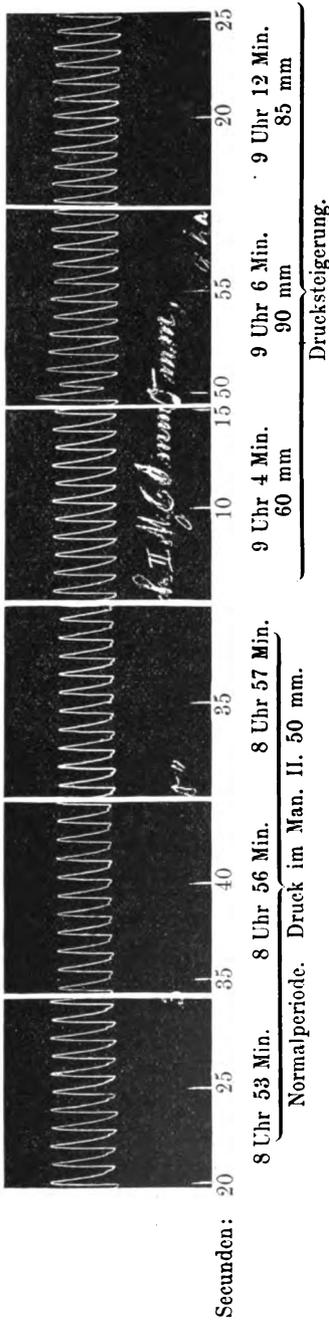 Secunden: 20 25 35 40 35 10 15 50 55 20 25
8 Uhr 53 Min. 8 Uhr 56 Min. 8 Uhr 57 Min. 9 Uhr 4 Min. 9 Uhr 6 Min. 9 Uhr 12 Min.
60 mm 90 mm 85 mm
Normalperiode. Druck im Man. II. 50 mm. Drucksteigerung.